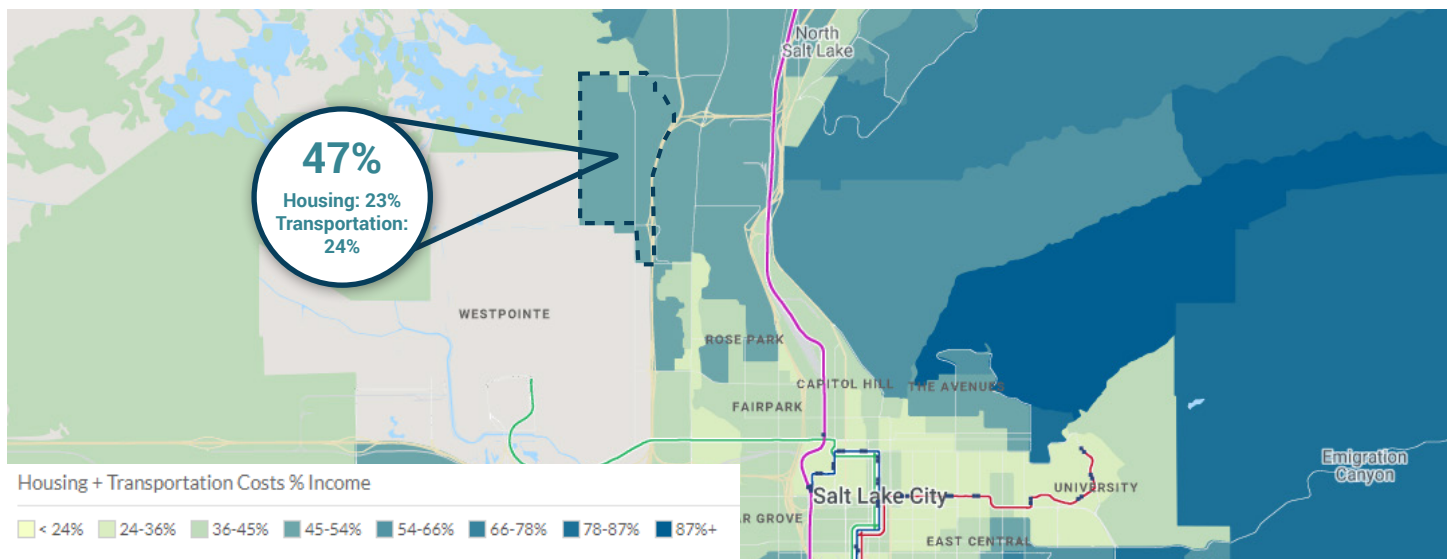 North
Salt Lake
47%
Housing: 23%
Transportation:
24%
WESTPOINTE
ROSE PARK
CAPITOL HILL
THE AVENUES
FAIRPARK
Emigration
Canyon
Salt Lake City
UNIVERSITY
AR GROVE
EAST CENTRAL
Housing + Transportation Costs % Income
< 24% 24-36% 36-45% 45-54% 54-66% 66-78% 78-87% 87%+